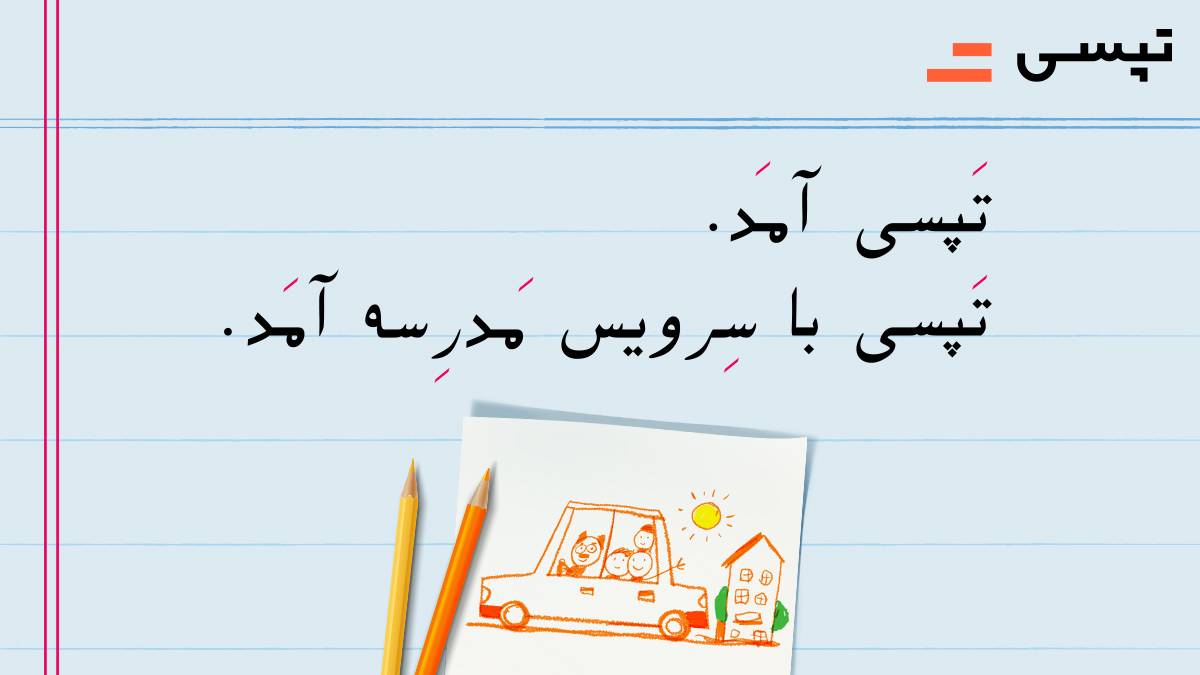 تپسی
تَپسی آمَد.
تَپسی با سِرویس مَدرِسه آمَد.